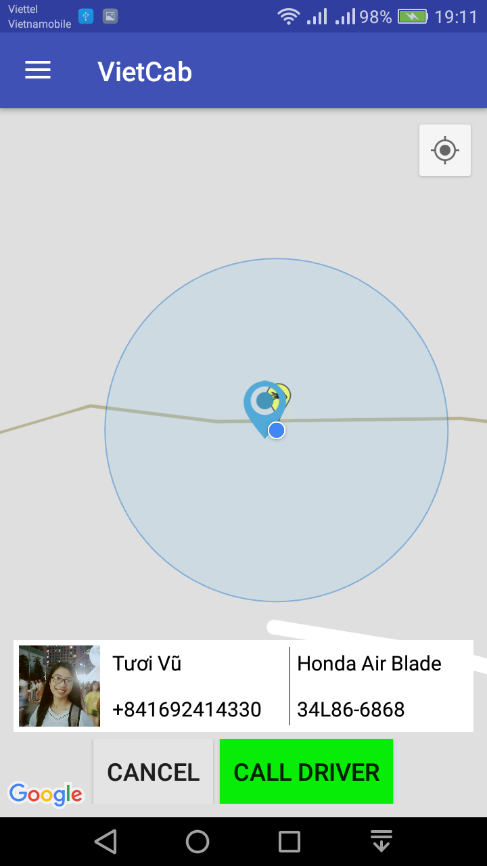 Viettel
Vietnamobile
98%
19:11
VietCab
Tươi Vũ
Honda Air Blade
+841692414330
34L86-6868
CANCEL
CALL DRIVER
Google